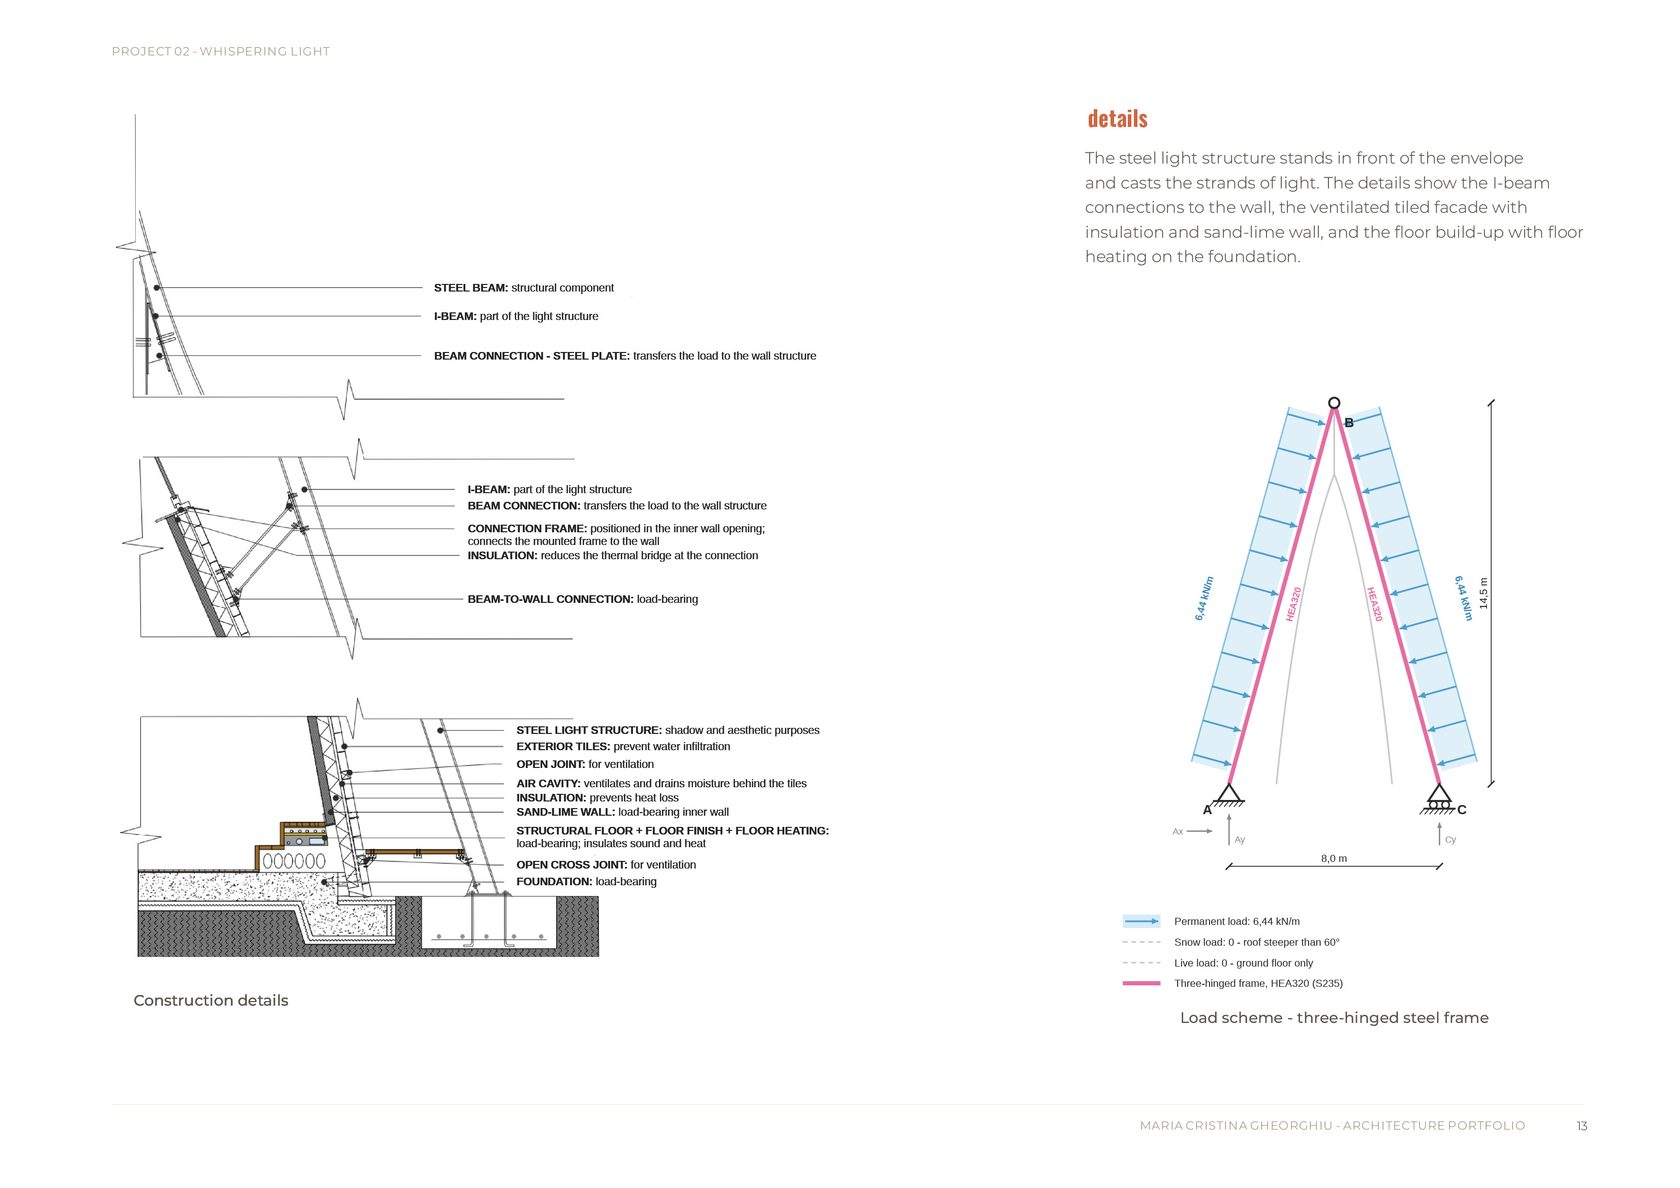 PROJECT 02 - WHISPERING LIGHT
details
The steel light structure stands in front of the envelope
and casts the strands of light. The details show the I-beam
connections to the wall, the ventilated tiled facade with
insulation and sand-lime wall, and the floor build-up with floor
heating on the foundation.
STEEL BEAM: structural component
I-BEAM: part of the light structure
BEAM CONNECTION - STEEL PLATE: transfers the load to the wall structure
I-BEAM: part of the light structure
BEAM CONNECTION: transfers the load to the wall structure
CONNECTION FRAME: positioned in the inner wall opening;
connects the mounted frame to the wall
INSULATION: reduces the thermal bridge at the connection
BEAM-TO-WALL CONNECTION: load-bearing
STEEL LIGHT STRUCTURE: shadow and aesthetic purposes
EXTERIOR TILES: prevent water infiltration
OPEN JOINT: for ventilation
AIR CAVITY: ventilates and drains moisture behind the tiles
INSULATION: prevents heat loss
SAND-LIME WALL: load-bearing inner wall
STRUCTURAL FLOOR + FLOOR FINISH + FLOOR HEATING:
load-bearing; insulates sound and heat
OPEN CROSS JOINT: for ventilation
FOUNDATION: load-bearing
Construction details
B
6,44 kN/m
HEA320
HEA320
6,44 kN/m
14,5 m
A
C
Ax
Ay
Cy
8,0 m
Permanent load: 6,44 kN/m
Snow load: 0 - roof steeper than 60°
Live load: 0 - ground floor only
Three-hinged frame, HEA320 (S235)
Load scheme - three-hinged steel frame
MARIA CRISTINA GHEORGHIU - ARCHITECTURE PORTFOLIO
13